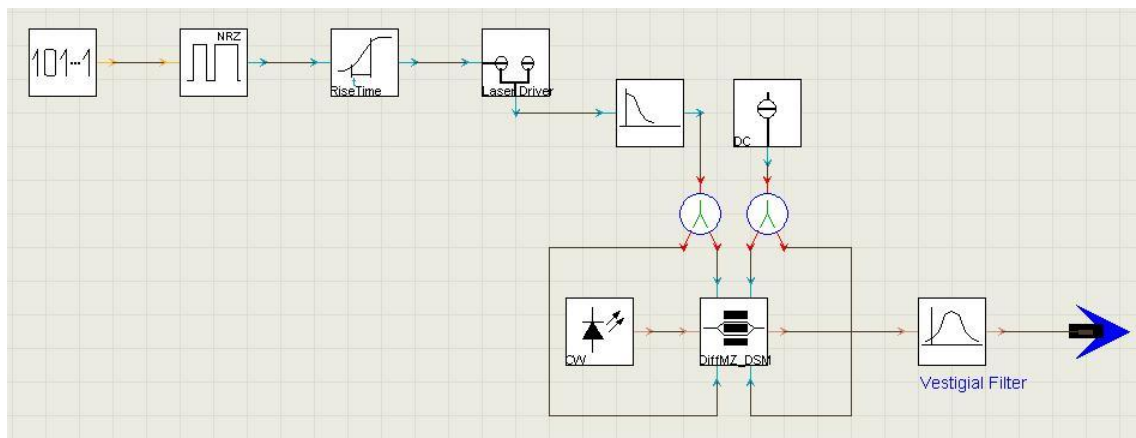 101···1
NRZ
RiseTime
Laser Driver
DC
CW
DiffMZ_DSM
Vestigial Filter